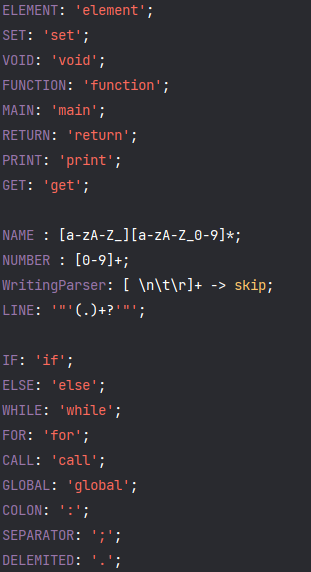 ELEMENT: 'element';
SET: 'set';
VOID: 'void';
FUNCTION: 'function';
MAIN: 'main';
RETURN: 'return';
PRINT: 'print';
GET: 'get';
NAME : [a-zA-Z_][a-zA-Z_0-9]*;
NUMBER : [0-9]+;
WritingParser: [ \n\t\r]+ -> skip;
LINE: '"'(.)+?'"';
IF: 'if';
ELSE: 'else';
WHILE: 'while';
FOR: 'for';
CALL: 'call';
GLOBAL: 'global';
COLON: ':';
SEPARATOR: ';';
DELEMITED: '.';